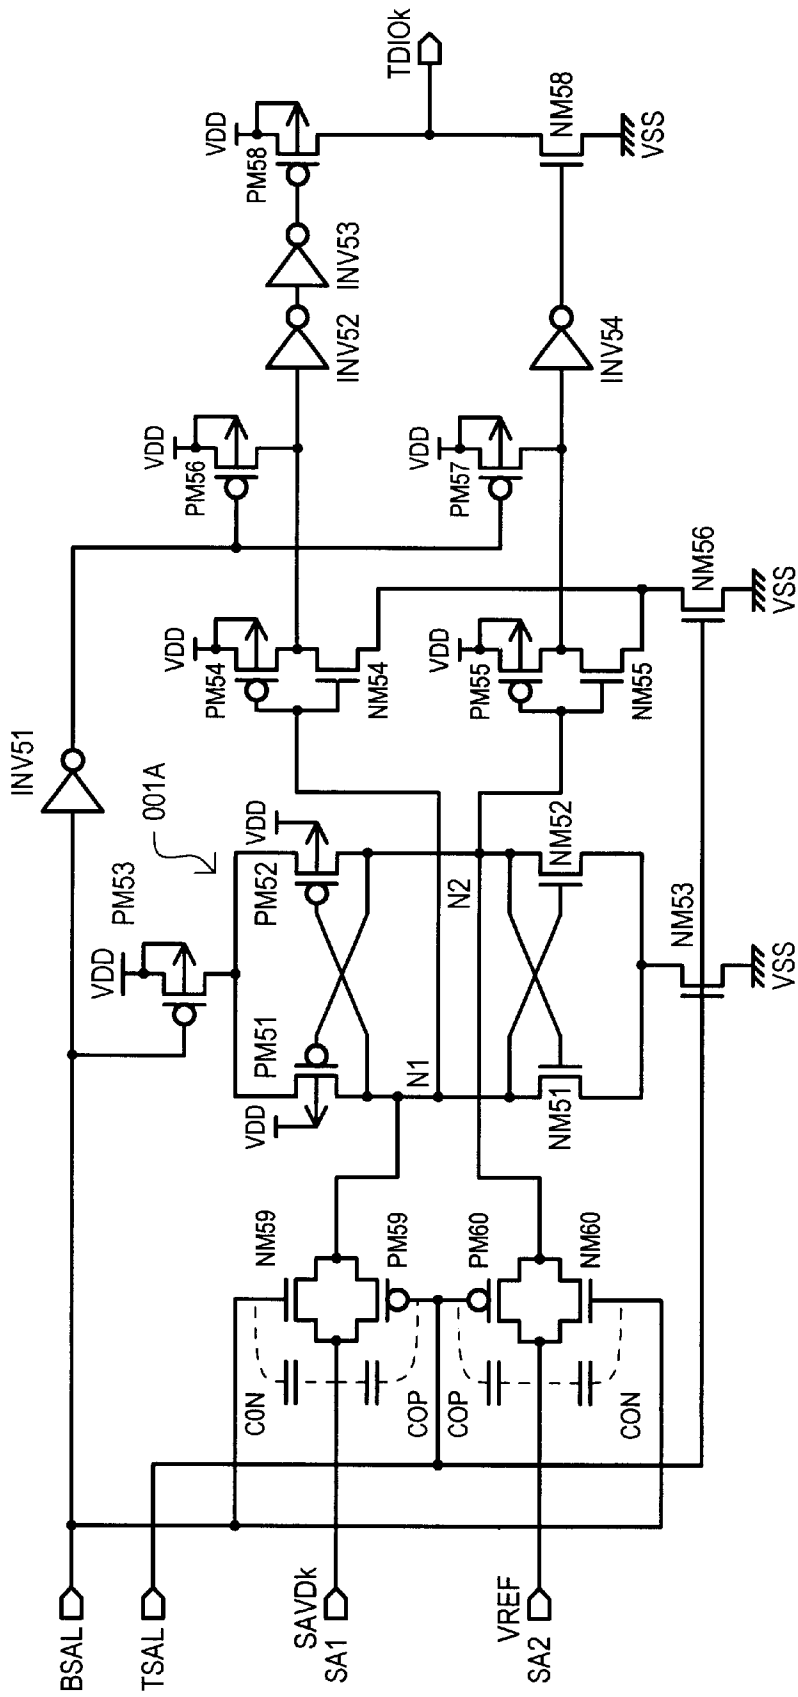 BSAL
TSAL
SAVDk
SA1
VREF
SA2
C0N
COP
COP
CON
NM59
PM59
PM60
NM60
INV51
PM53
VDD
001A
VDD
PM51
VDD
PM52
N1
N2
NM51
NM52
NM53
VSS
VDD
PM54
NM54
VDD
PM55
NM55
NM56
VSS
VDD
PM56
VDD
PM57
INV52
INV53
INV54
VDD
PM58
NM58
VSS
TDIOk